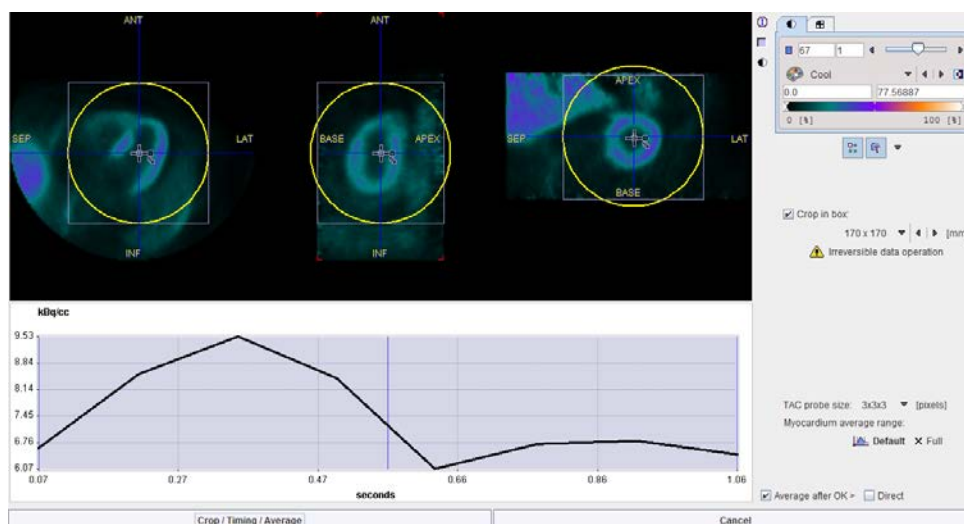 ANT
SEP
LAT
INF
ANT
BASE
APEX
INF
APEX
SEP
LAT
BASE
67
1
Cool
0.0
77.56887
0 [%]
100 [%]
Crop in box:
170 x 170
[mm
Irreversible data operation
kBq/cc
9.53
8.84
8.14
7.45
6.76
6.07
0.07
0.27
0.47
0.66
0.86
1.06
seconds
TAC probe size: 3x3x3 [pixels]
Myocardium average range:
Default
Full
Average after OK >
Direct
Crop / Timing / Average
Cancel